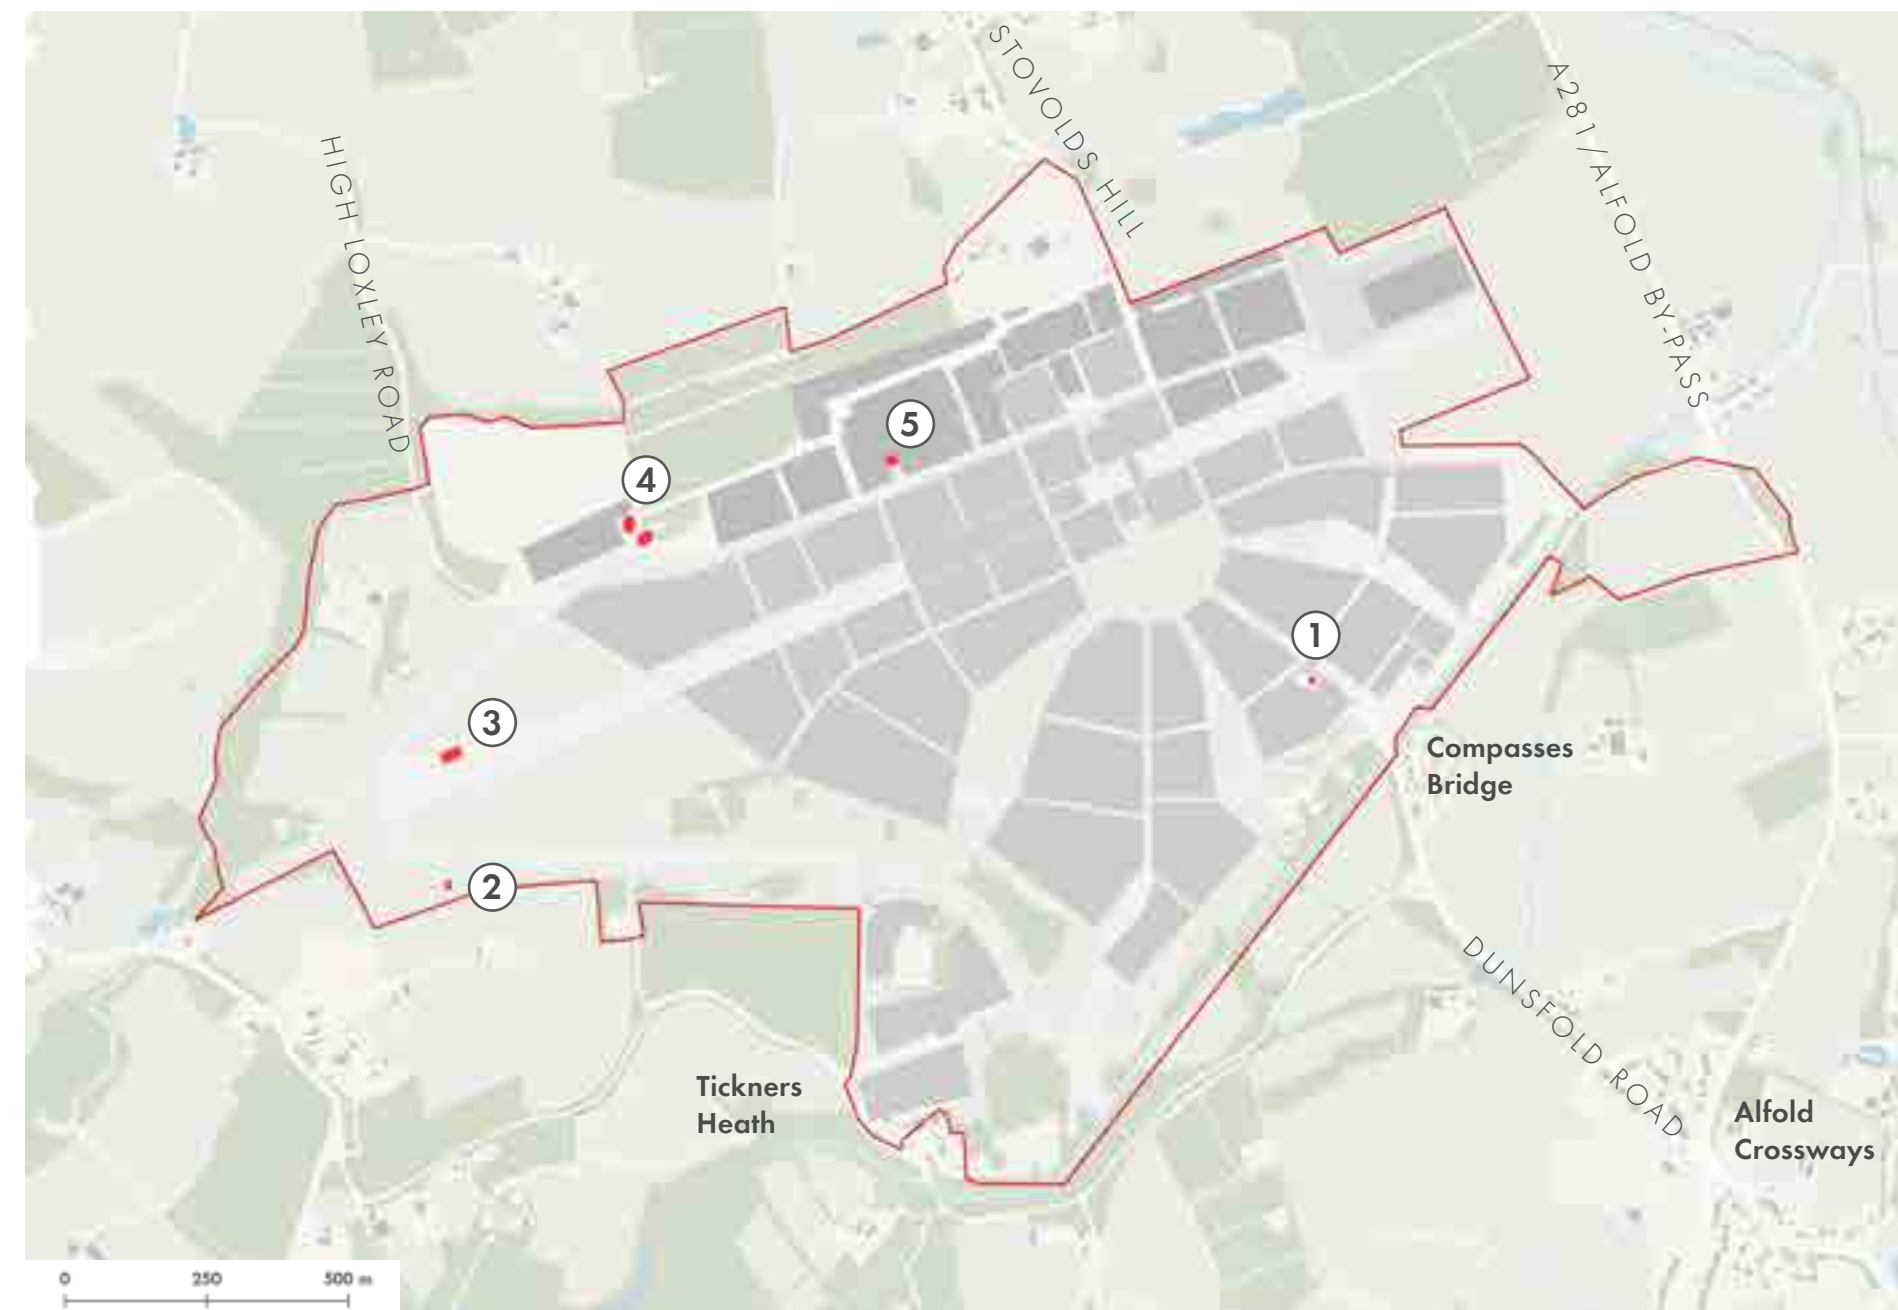 STOVOLDS HILL
A281/ALFOLD BY-PASS
HIGH LOXLEY ROAD
5
4
1
3
Compasses
Bridge
2
DUNSFOLD ROAD
Tickners
Heath
Alfold
Crossways
0 250 500 m